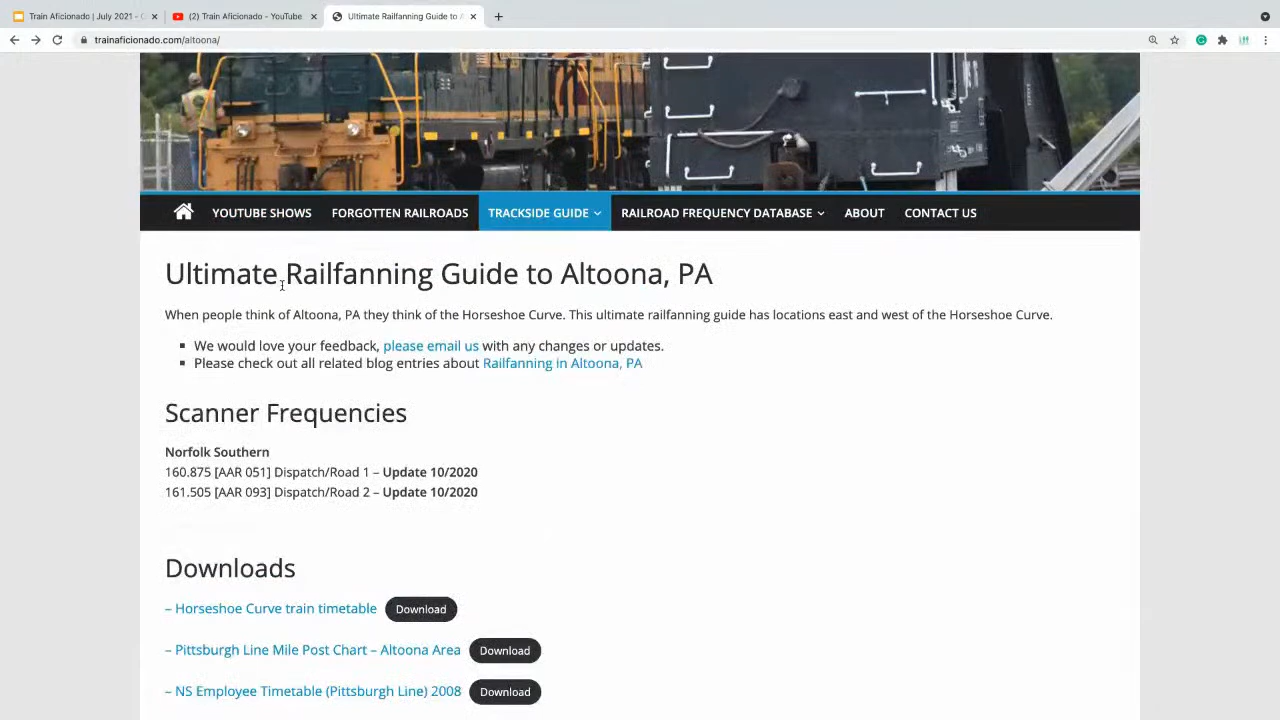 Train Aficionado | July 2021 -
(2) Train Aficionado - YouTube
Ultimate Railfanning Guide to
trainaficionado.com/altoona/
YOUTUBE SHOWS FORGOTTEN RAILROADS TRACKSIDE GUIDE RAILROAD FREQUENCY DATABASE ABOUT CONTACT US
Ultimate Railfanning Guide to Altoona, PA
When people think of Altoona, PA they think of the Horseshoe Curve. This ultimate railfanning guide has locations east and west of the Horseshoe Curve.
We would love your feedback, please email us with any changes or updates.
Please check out all related blog entries about Railfanning in Altoona, PA
Scanner Frequencies
Norfolk Southern
160.875 [AAR 051] Dispatch/Road 1 – Update 10/2020
161.505 [AAR 093] Dispatch/Road 2 – Update 10/2020
Downloads
– Horseshoe Curve train timetable Download
– Pittsburgh Line Mile Post Chart – Altoona Area Download
– NS Employee Timetable (Pittsburgh Line) 2008 Download